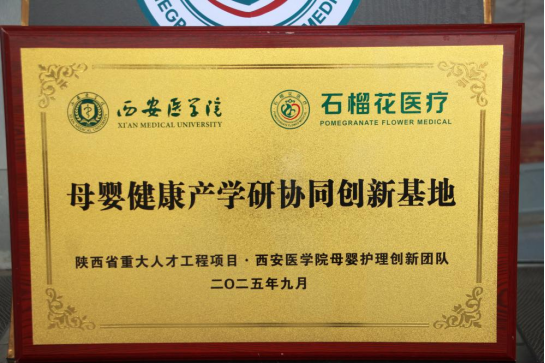 西安医学院
XI'AN MEDICAL UNIVERSITY
石榴花医疗
POMEGRANATE FLOWER MEDICAL
母婴健康产学研协同创新基地
陕西省重大人才工程项目·西安医学院母婴护理创新团队
二〇二五年九月